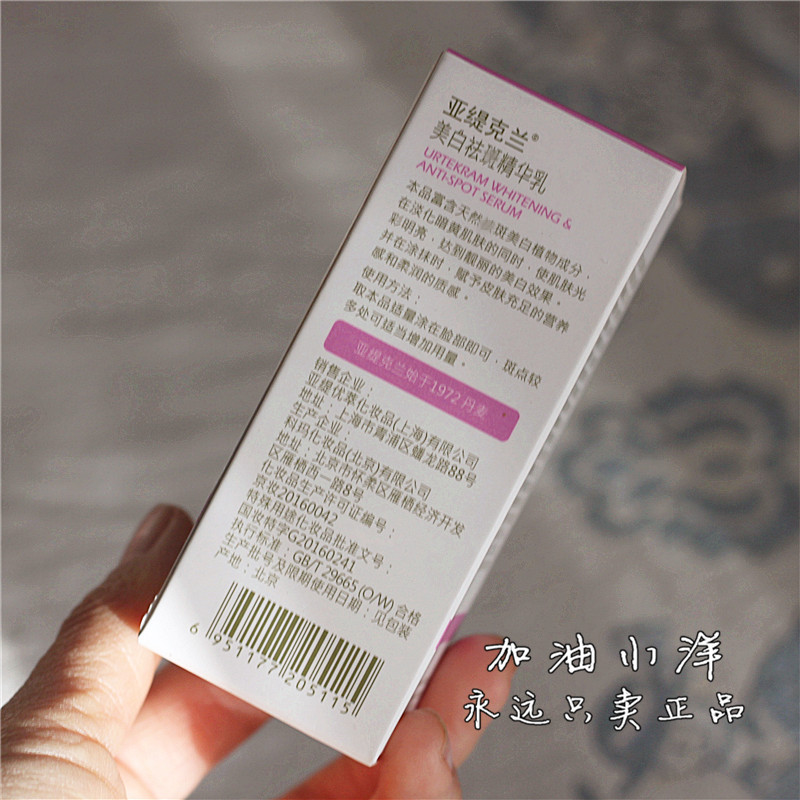 亚缇克兰®
美白祛斑精华乳
URTEKRAM WHITENING &
ANTI-SPOT SERUM
本品富含天然祛斑美白植物成分，
在淡化暗黄肌肤的同时，使肌肤光
彩明亮，达到靓丽的美白效果。
并在涂抹时，赋予皮肤充足的营养
感和柔润的质感。
使用方法：
取本品适量涂在脸部即可，斑点较
多处可适当增加用量。
亚缇克兰始于1972 丹麦
销售企业：
亚缇优萊化妆品(上海)有限公司
地址：上海市青浦区蟠龙路88号
生产企业：
科玛化妆品(北京)有限公司
地址：北京市怀柔区雁栖经济开发
区雁栖西一路8号
化妆品生产许可证编号：
京妆20160042
特殊用途化妆品批准文号：
国妆特字G20160241
执行标准：GB/T 29665 (O/W) 合格
生产批号及限期使用日期：见包装
产地：北京
6 951177 205115
加油小洋
永远只卖正品